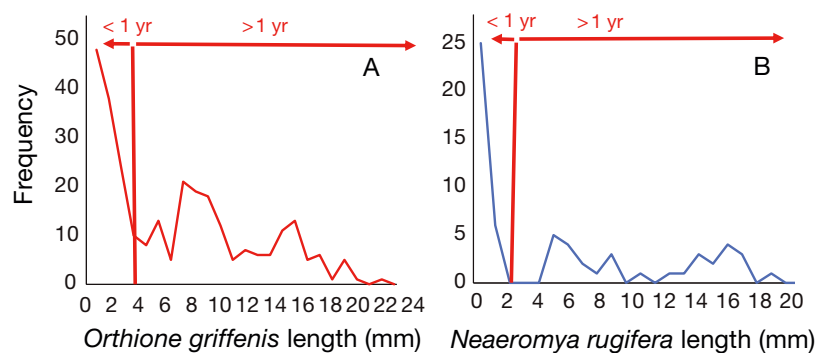 < 1 yr >1 yr
A
50
40
30
20
10
0
Frequency
0 2 4 6 8 10 12 14 16 18 20 22 24
Orthione griffenis length (mm)
< 1 yr >1 yr
B
25
20
15
10
5
0
0 2 4 6 8 10 12 14 16 18 20
Neaeromya rugifera length (mm)